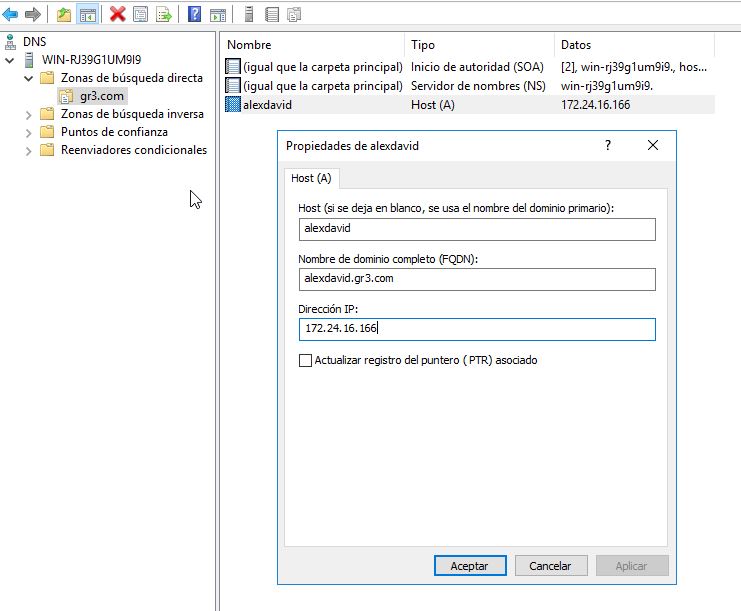 DNS
WIN-RJ39G1UM9I9
Zonas de búsqueda directa
gr3.com
Zonas de búsqueda inversa
Puntos de confianza
Reenviadores condicionales
Nombre Tipo Datos
(igual que la carpeta principal) Inicio de autoridad (SOA) [2], win-rj39g1um9i9., hos...
(igual que la carpeta principal) Servidor de nombres (NS) win-rj39g1um9i9.
alexdavid Host (A) 172.24.16.166
Propiedades de alexdavid
Host (A)
Host (si se deja en blanco, se usa el nombre del dominio primario):
alexdavid
Nombre de dominio completo (FQDN):
alexdavid.gr3.com
Dirección IP:
172.24.16.166
Actualizar registro del puntero ( PTR) asociado
Aceptar Cancelar Aplicar